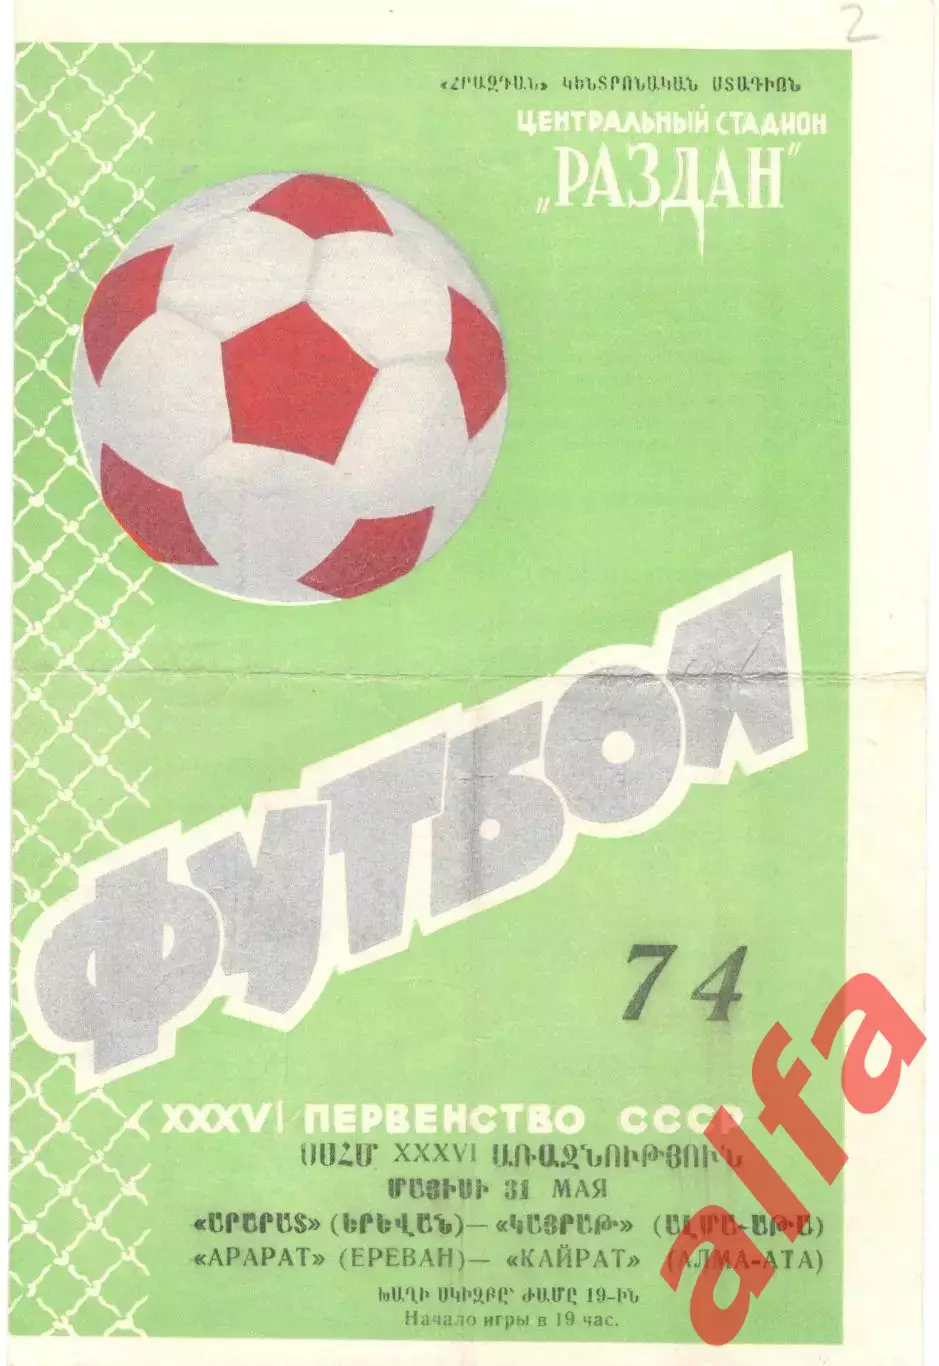 2
«ՀՐԱԶԴԱՆ» ԿԵՆՏՐՈՆԱԿԱՆ ՍՏԱԴԻՈՆ
ЦЕНТРАЛЬНЫЙ СТАДИОН
„РАЗДАН"
ФУТБОЛ
74
XXXVI ПЕРВЕНСТВО СССР
ՍՍՀՄ XXXVI ԱՌԱՋՆՈՒԹՅՈՒՆ
ՄԱՅԻՍԻ 31 МАЯ
«ԱՐԱՐԱՏ» (ԵՐԵՎԱՆ)— «ԿԱՅՐԱԹ» (ԱԼՄԱ-ԱԹԱ)
«АРАРАТ» (ЕРЕВАН)— «КАЙРАТ» (АЛМА-АТА)
ԽԱՂԻ ՍԿԻԶԲԸ՝ ԺԱՄԸ 19-ԻՆ
Начало игры в 19 час.
alfa